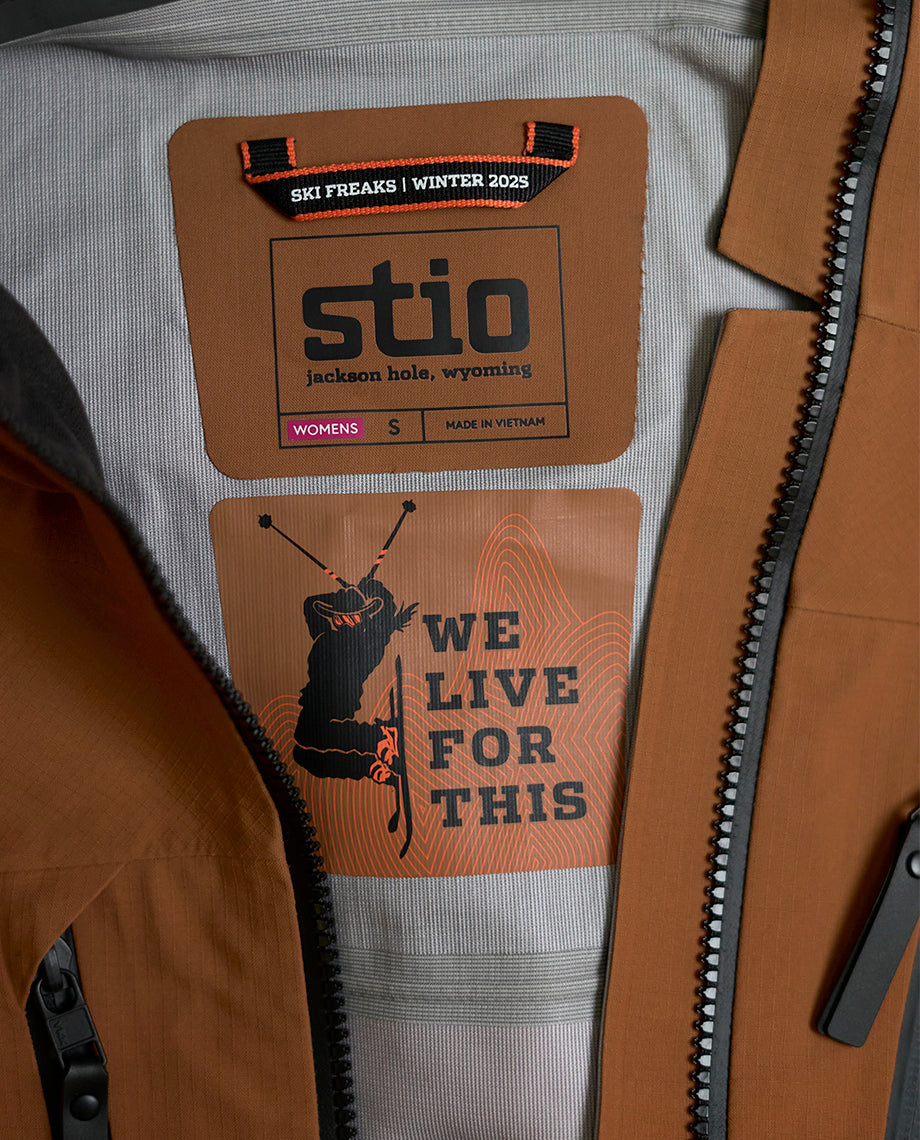 SKI FREAKS | WINTER 2025
stio
jackson hole, wyoming
WOMENS S MADE IN VIETNAM
WE
LIVE
FOR
THIS